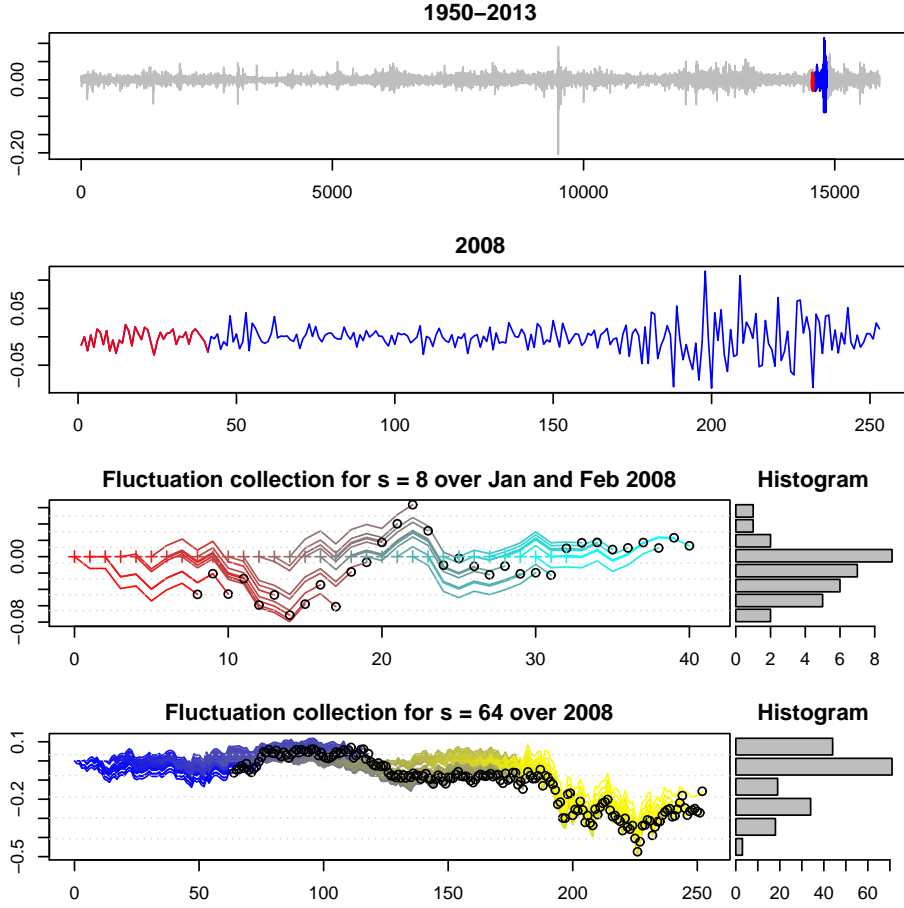 1950−2013
0.00
−0.20
0 5000 10000 15000
2008
0.05
−0.05
0 50 100 150 200 250
Fluctuation collection for s = 8 over Jan and Feb 2008
0.00
−0.08
0 10 20 30 40
Histogram
0 2 4 6 8
Fluctuation collection for s = 64 over 2008
0.1
−0.2
−0.5
0 50 100 150 200 250
Histogram
0 20 40 60